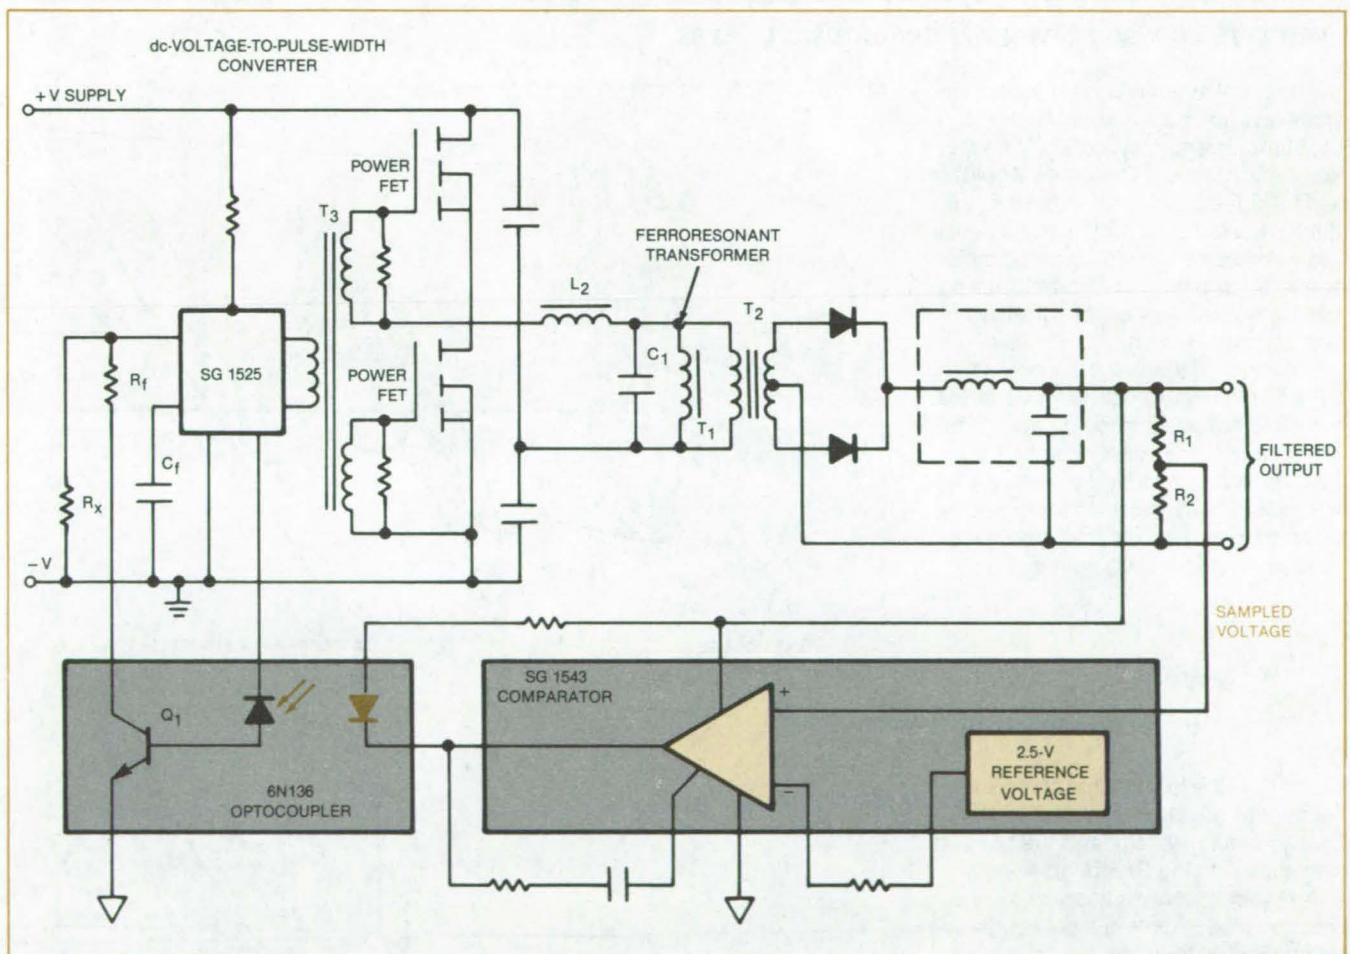 dc-VOLTAGE-TO-PULSE-WIDTH
CONVERTER
+V SUPPLY
POWER
FET
T3
FERRORESONANT
TRANSFORMER
L2
T2
C1
SG 1525
Rf
POWER
FET
T1
R1
FILTERED
OUTPUT
Cf
Rx
R2
−V
SAMPLED
VOLTAGE
SG 1543
COMPARATOR
+
Q1
2.5-V
REFERENCE
VOLTAGE
−
6N136
OPTOCOUPLER